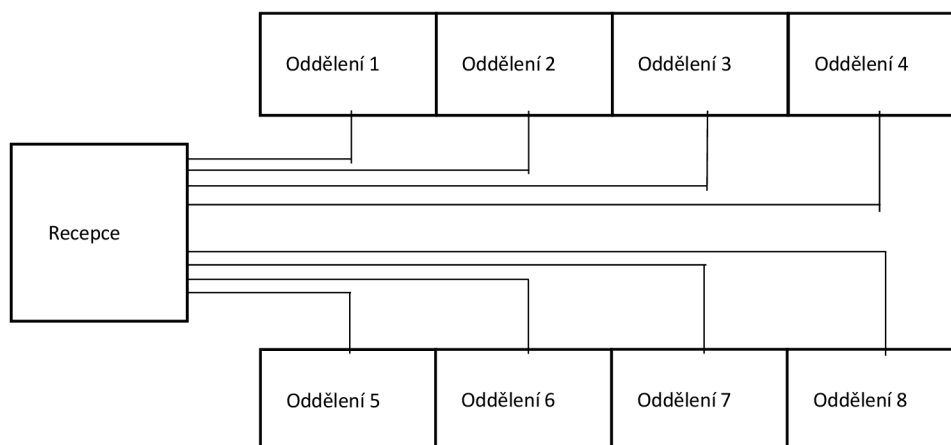 Oddělení 1
Oddělení 2
Oddělení 3
Oddělení 4
Recepce
Oddělení 5
Oddělení 6
Oddělení 7
Oddělení 8